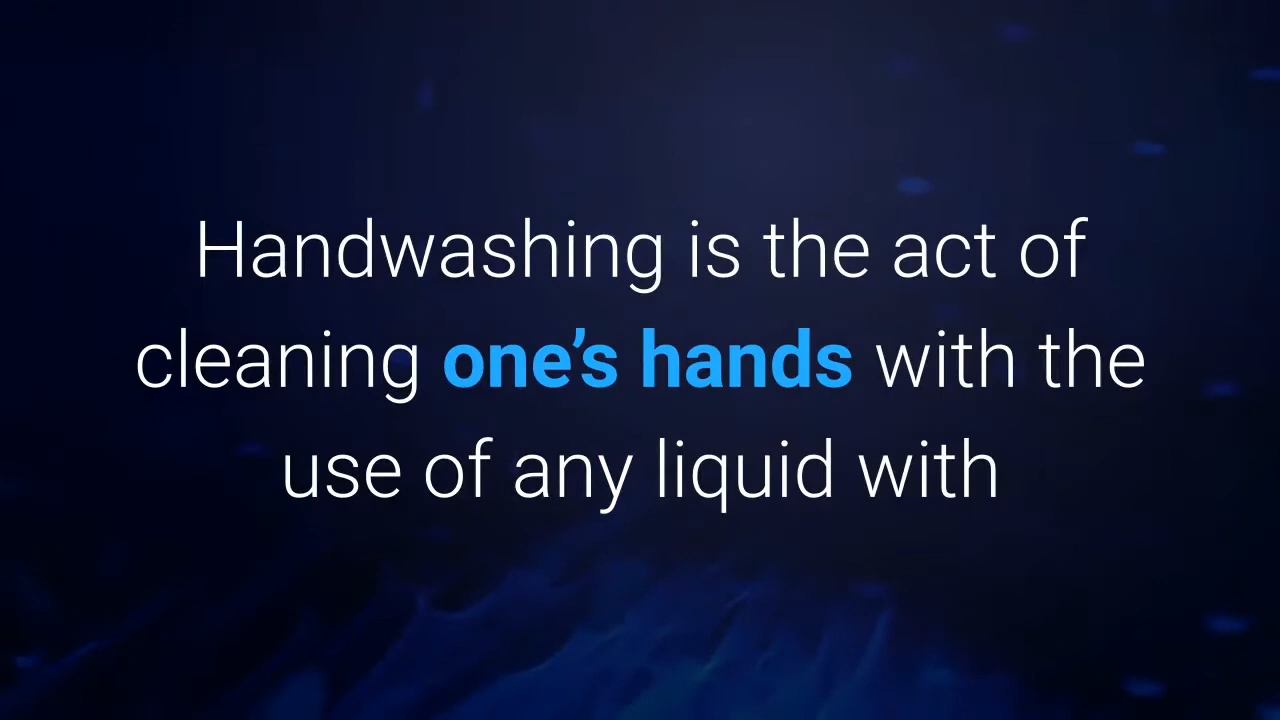 Handwashing is the act of
cleaning one’s hands with the
use of any liquid with